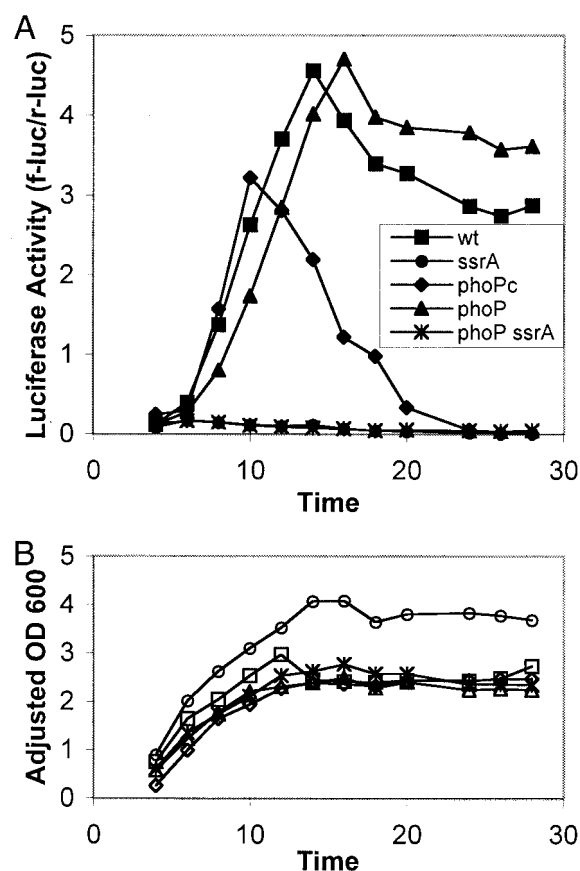 A
Luciferase Activity (f-luc/r-luc)
5
4
3
2
1
0
wt
ssrA
phoPc
phoP
phoP ssrA
0 10 20 30
Time
B
Adjusted OD 600
5
4
3
2
1
0
0 10 20 30
Time